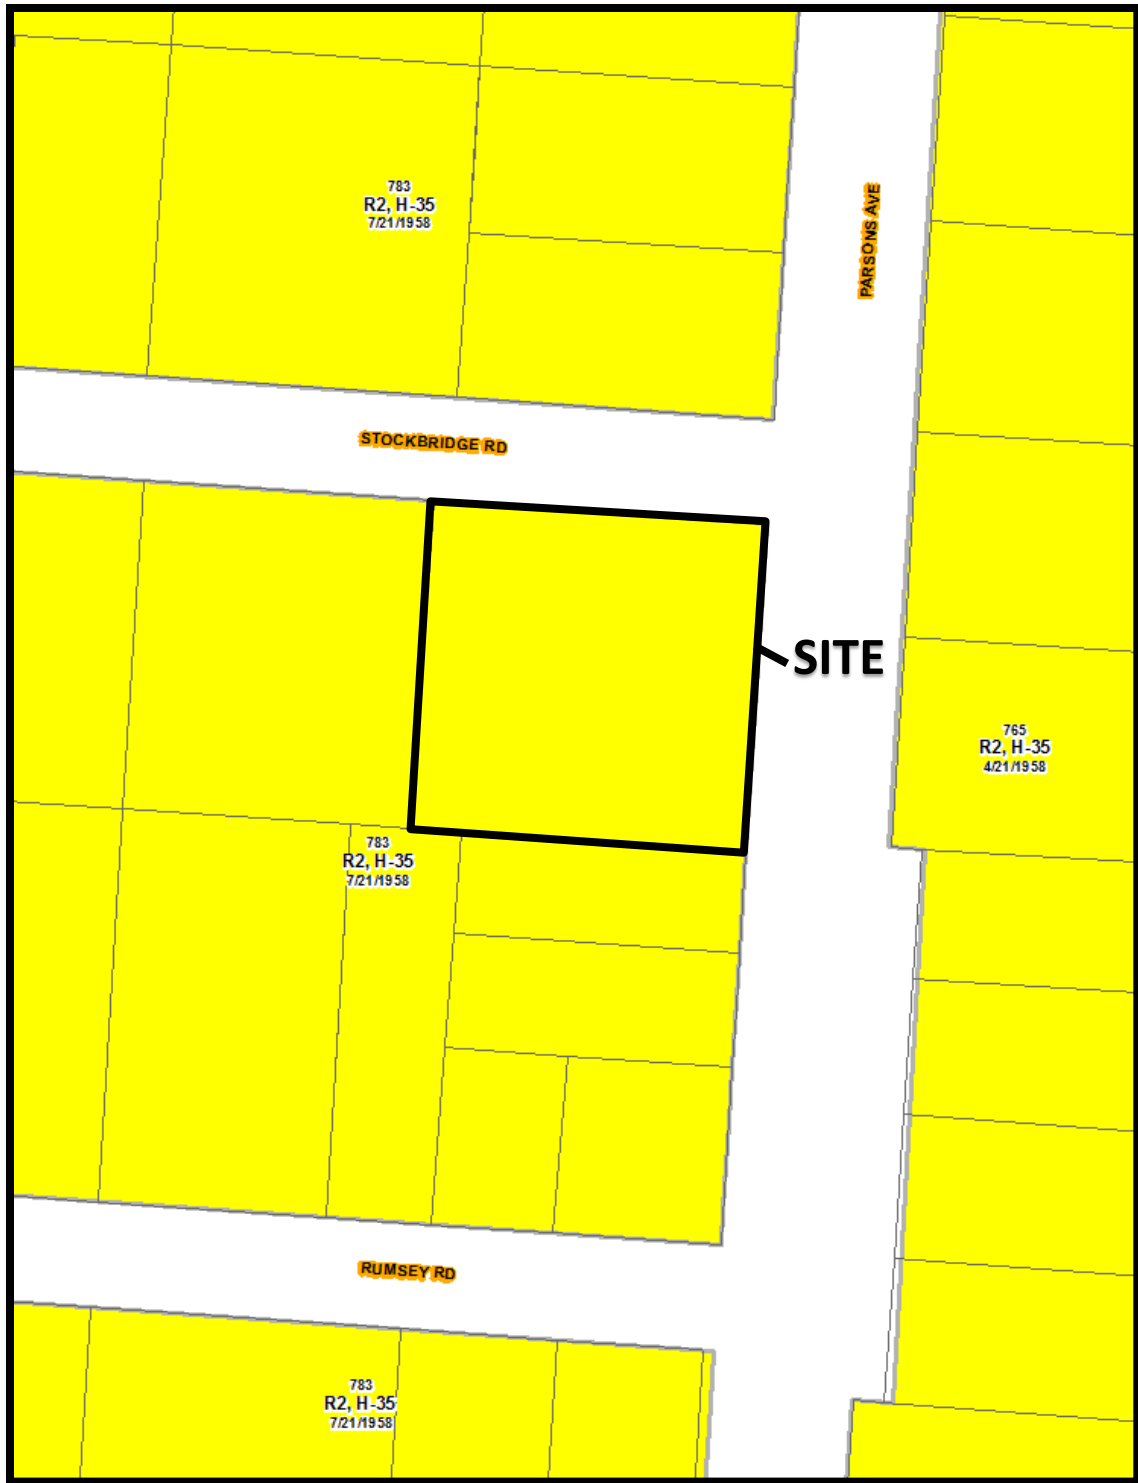 783
R2, H-35
7/21/1958
PARSONS AVE
STOCKBRIDGE RD
SITE
765
R2, H-35
4/21/1958
783
R2, H-35
7/21/1958
RUMSEY RD
783
R2, H-35
7/21/1958